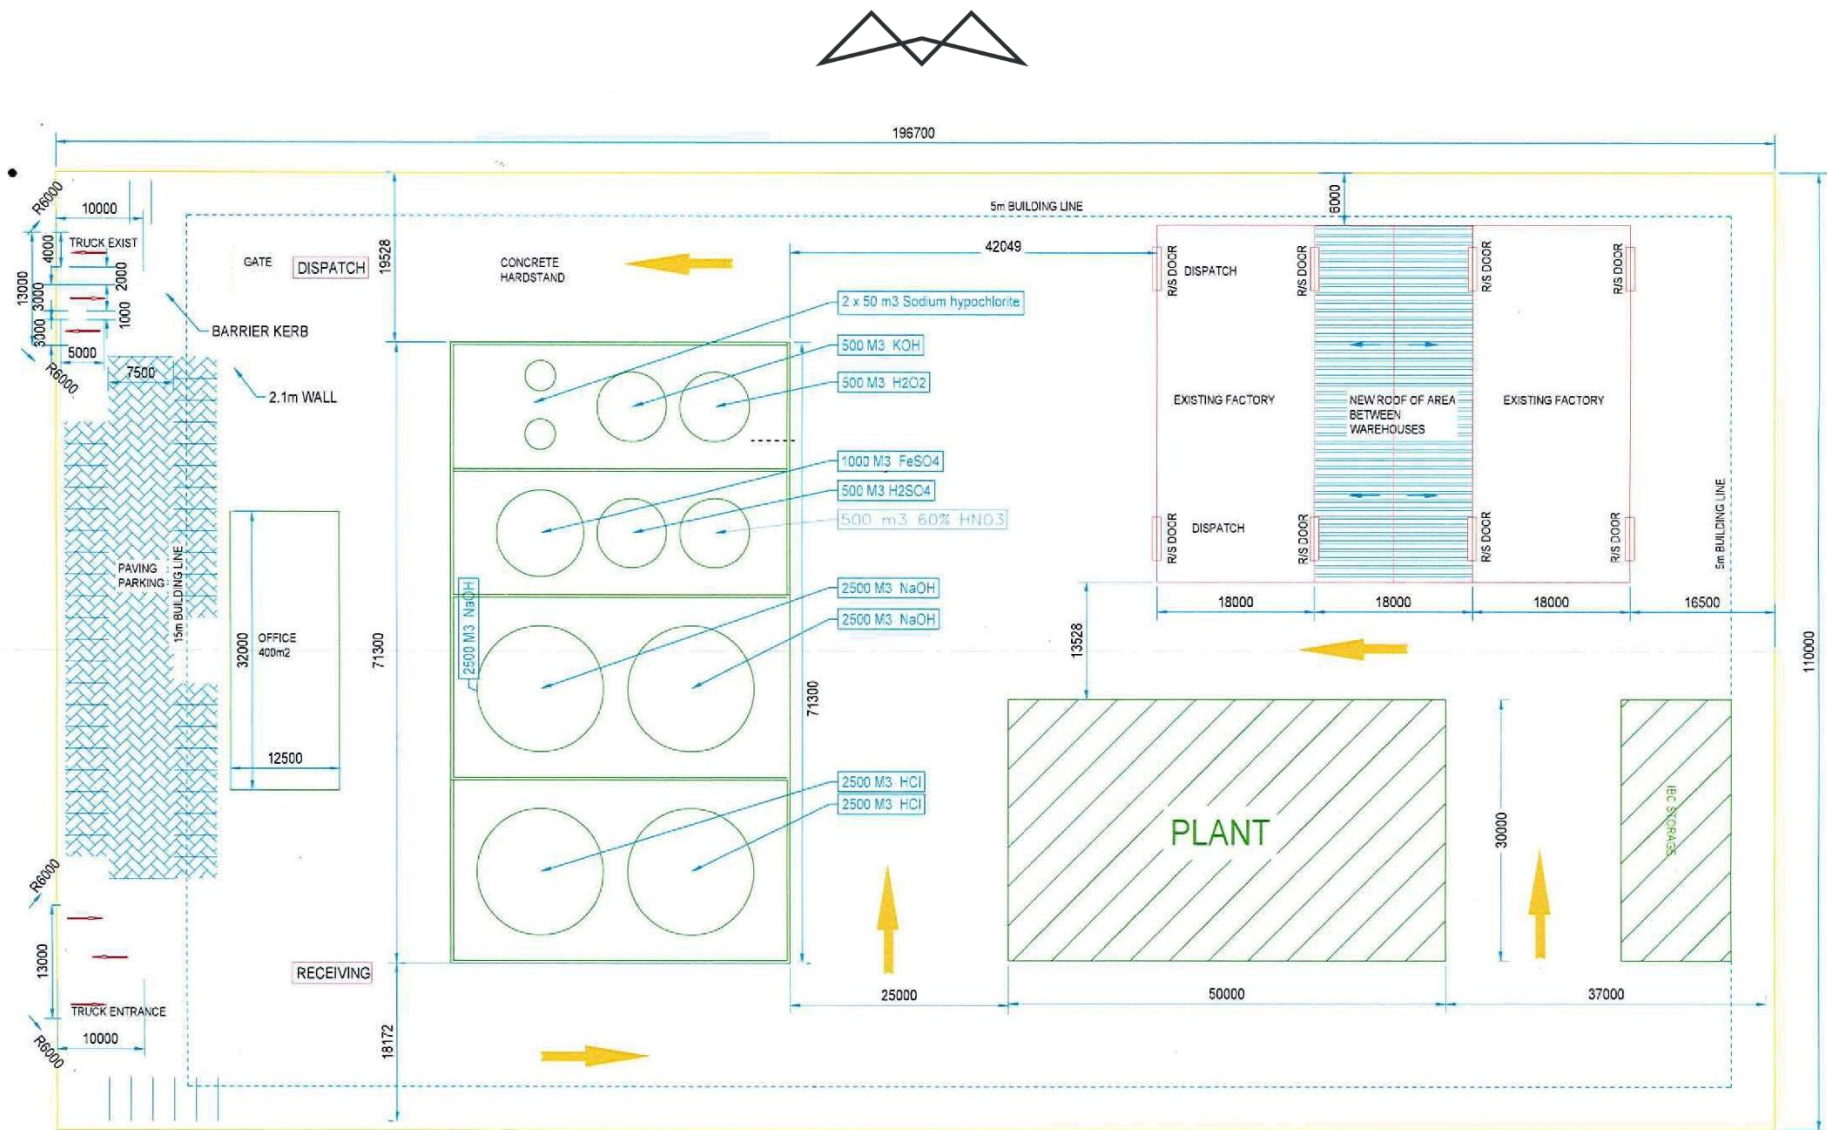 196700
R6000
10000
5m BUILDING LINE
6000
TRUCK EXIST
4000
2000
13000
3000
1000
3000
5000
R6000
7500
GATE
DISPATCH
19528
CONCRETE
HARDSTAND
42049
R/S DOOR
DISPATCH
R/S DOOR
R/S DOOR
R/S DOOR
BARRIER KERB
2.1m WALL
2 x 50 m3 Sodium hypochlorite
500 M3 KOH
500 M3 H2O2
1000 M3 FeSO4
500 M3 H2SO4
500 m3 60% HNO3
2500 M3 NaOH
2500 M3 NaOH
2500 M3 NaOH
2500 M3 HCl
2500 M3 HCl
EXISTING FACTORY
NEW ROOF OF AREA
BETWEEN
WAREHOUSES
EXISTING FACTORY
R/S DOOR
DISPATCH
R/S DOOR
R/S DOOR
R/S DOOR
5m BUILDING LINE
18000
18000
18000
16500
13528
110000
PAVING
PARKING
15m BUILDING LINE
32000
OFFICE
400m2
12500
71300
71300
PLANT
30000
IBC STORAGE
R6000
13000
RECEIVING
TRUCK ENTRANCE
10000
R6000
18172
25000
50000
37000